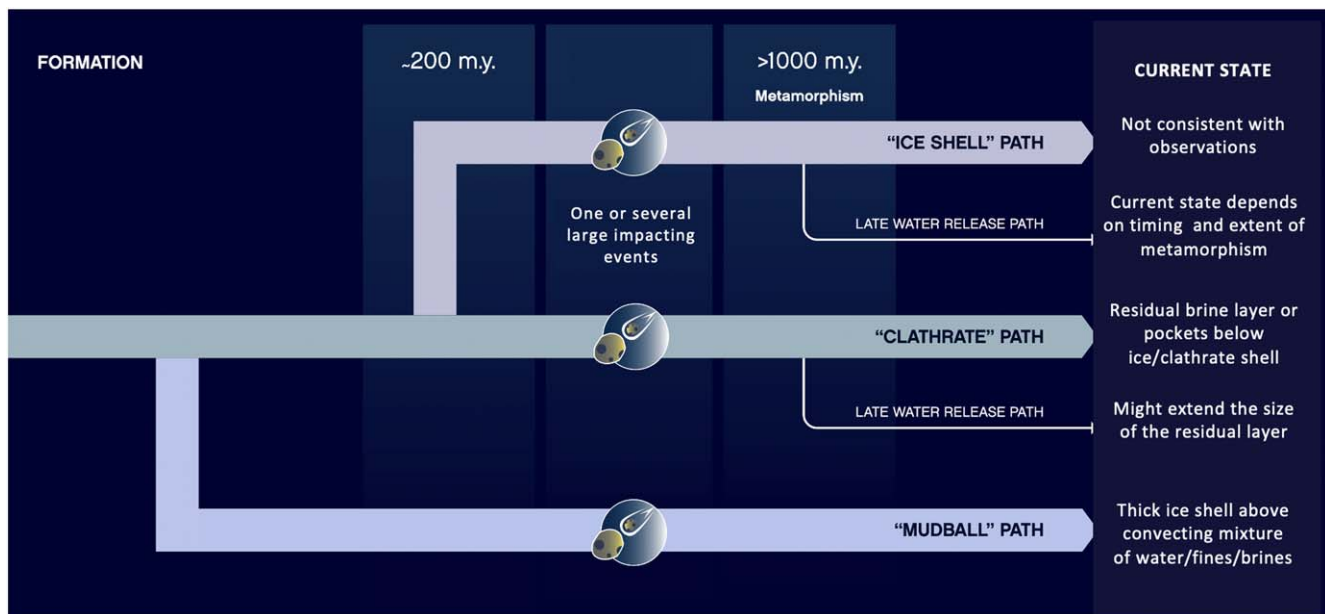 FORMATION
~200 m.y.
>1000 m.y.
Metamorphism
CURRENT STATE
"ICE SHELL" PATH
Not consistent with
observations
One or several
large impacting
events
LATE WATER RELEASE PATH
Current state depends
on timing and extent of
metamorphism
"CLATHRATE" PATH
Residual brine layer or
pockets below
ice/clathrate shell
LATE WATER RELEASE PATH
Might extend the size
of the residual layer
"MUDBALL" PATH
Thick ice shell above
convecting mixture
of water/fines/brines